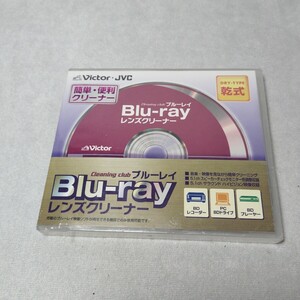 Victor・JVC
DRY-TYPE
簡単・便利
クリーナー
乾式
Cleaning club ブルーレイ
Blu-ray
レンズクリーナー
Victor
Cleaning club ブルーレイ
Blu-ray
レンズクリーナー
BD
レコーダー
PC
BDドライブ
BD
プレーヤー